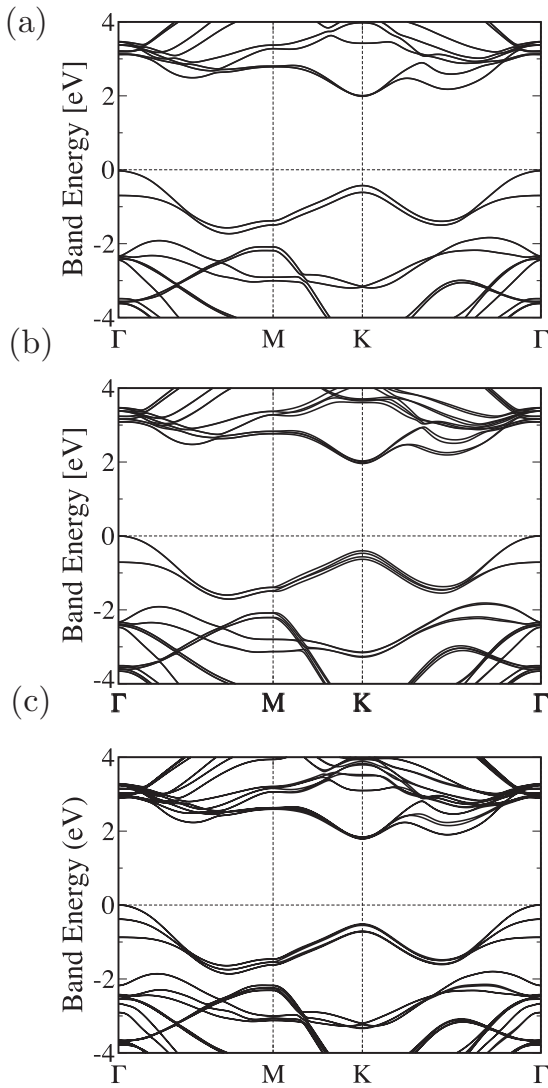 (a)
4
2
0
-2
-4
Band Energy [eV]
Γ M K Γ
(b)
4
2
0
-2
-4
Band Energy [eV]
Γ M K Γ
(c)
4
2
0
-2
-4
Band Energy (eV)
Γ M K Γ